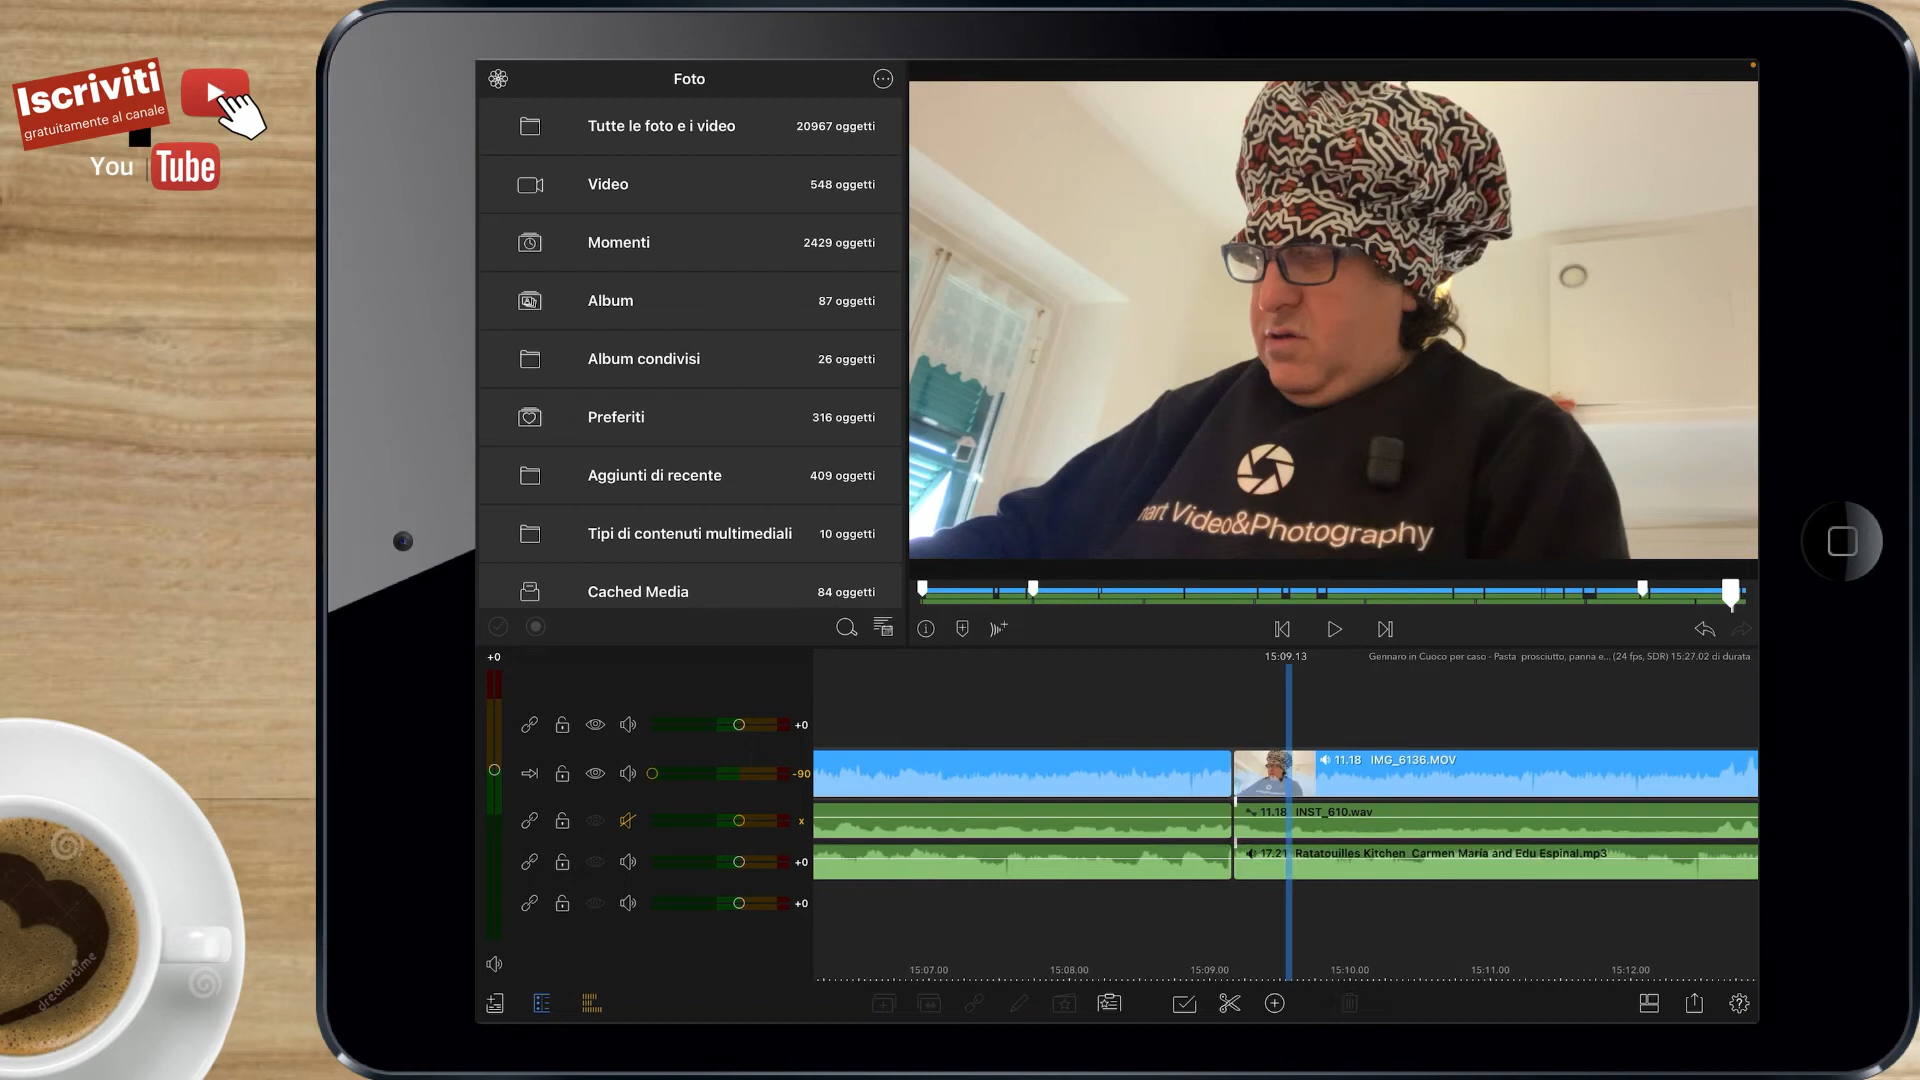 Iscriviti
gratuitamente al canale
You Tube
Foto
Tutte le foto e i video 20967 oggetti
Video 548 oggetti
Momenti 2429 oggetti
Album 87 oggetti
Album condivisi 26 oggetti
Preferiti 316 oggetti
Aggiunti di recente 409 oggetti
Tipi di contenuti multimediali 10 oggetti
Cached Media 84 oggetti
Video&Photography
+0
15:09.13
Gennaro in Cuoco per caso - Pasta prosciutto, panna e... (24 fps, SDR) 15:27.02 di durata
+0
-90
11.18 IMG_6136.MOV
x
11.18 INST_610.wav
+0
17.21 Ratatouilles Kitchen Carmen María and Edu Espinal.mp3
+0
15:07.00 15:08.00 15:09.00 15:10.00 15:11.00 15:12.00
dreamstime